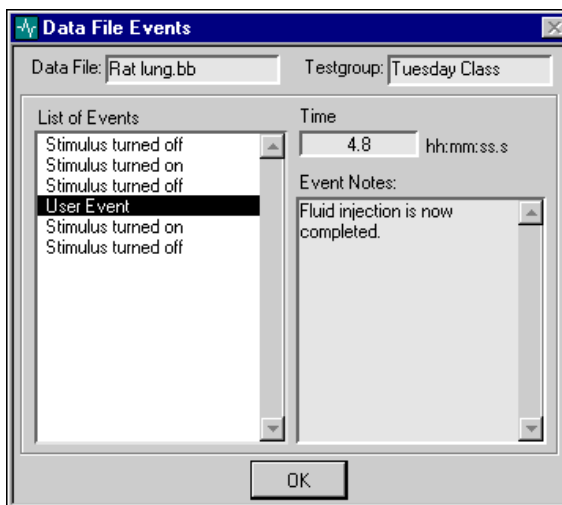 Data File Events
Data File: Rat lung.bb Testgroup: Tuesday Class
List of Events
Stimulus turned off
Stimulus turned on
Stimulus turned off
User Event
Stimulus turned on
Stimulus turned off
Time
4.8 hh:mm:ss.s
Event Notes:
Fluid injection is now
completed.
OK